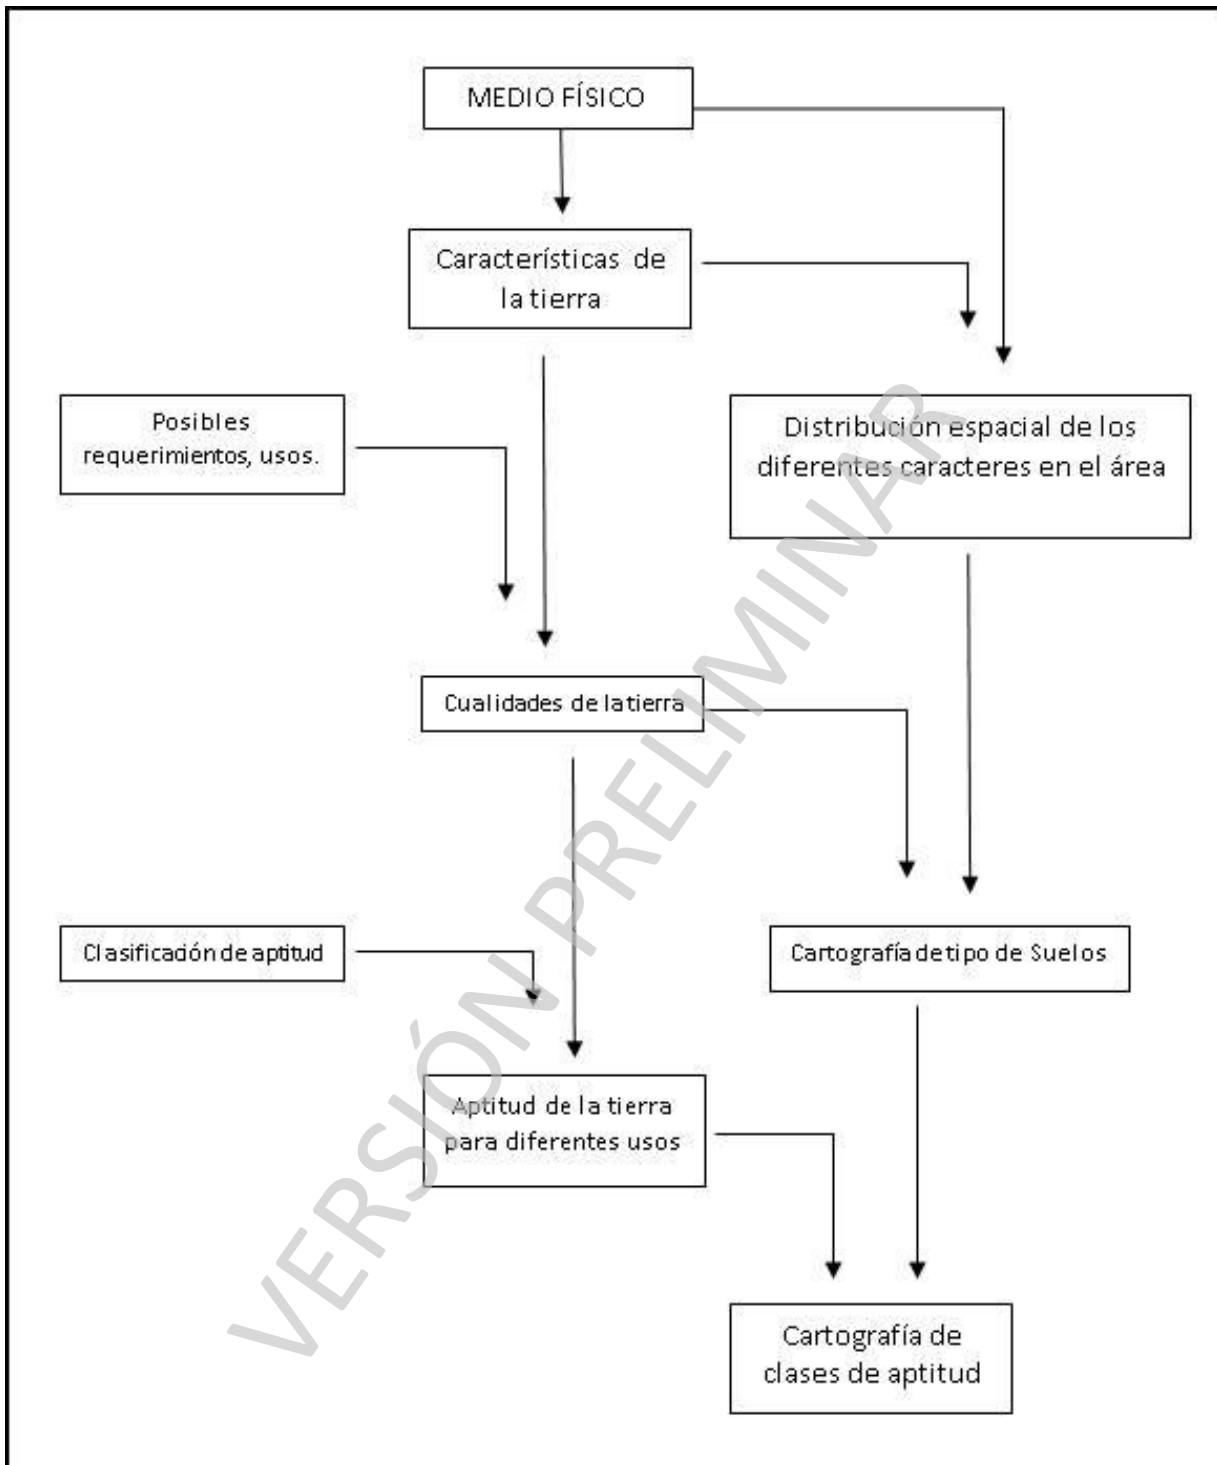 MEDIO FÍSICO
Características de
la tierra
Posibles
requerimientos, usos.
Distribución espacial de los
diferentes caracteres en el área
Cualidades de la tierra
Clasificación de aptitud
Cartografía de tipo de Suelos
Aptitud de la tierra
para diferentes usos
Cartografía de
clases de aptitud
VERSIÓN PRELIMINAR